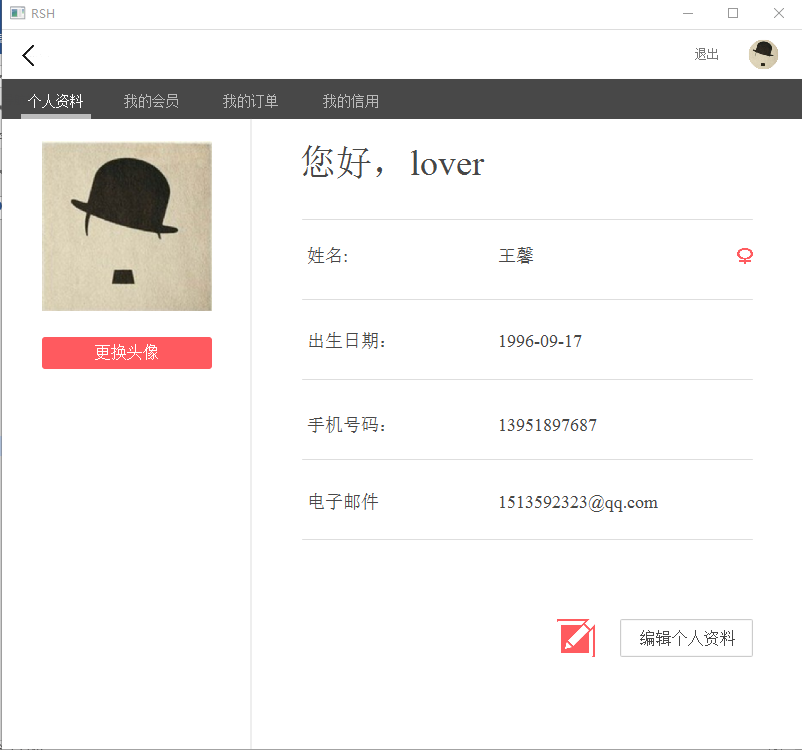 RSH
退出
个人资料 我的会员 我的订单 我的信用
您好，lover
更换头像
姓名: 王馨
出生日期： 1996-09-17
手机号码： 13951897687
电子邮件 1513592323@qq.com
编辑个人资料